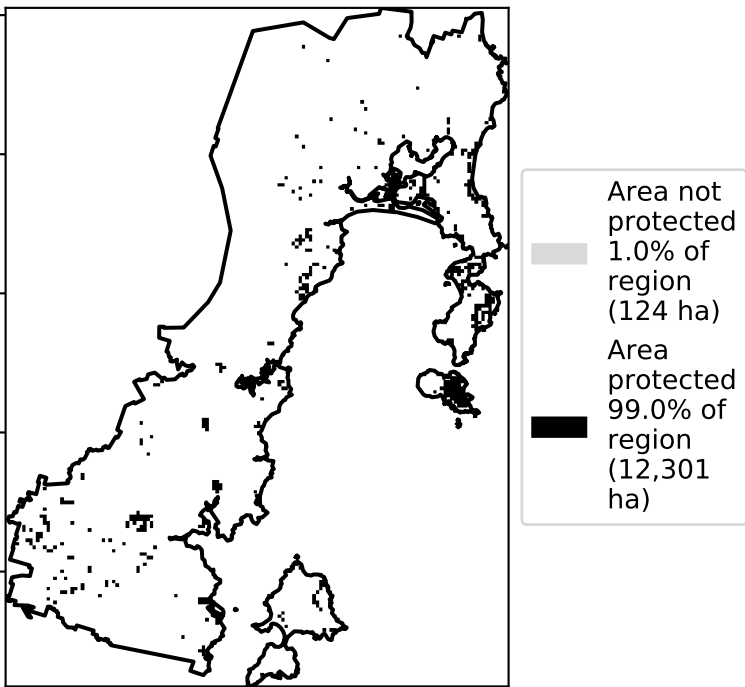 Area not
protected
1.0% of
region
(124 ha)
Area
protected
99.0% of
region
(12,301
ha)